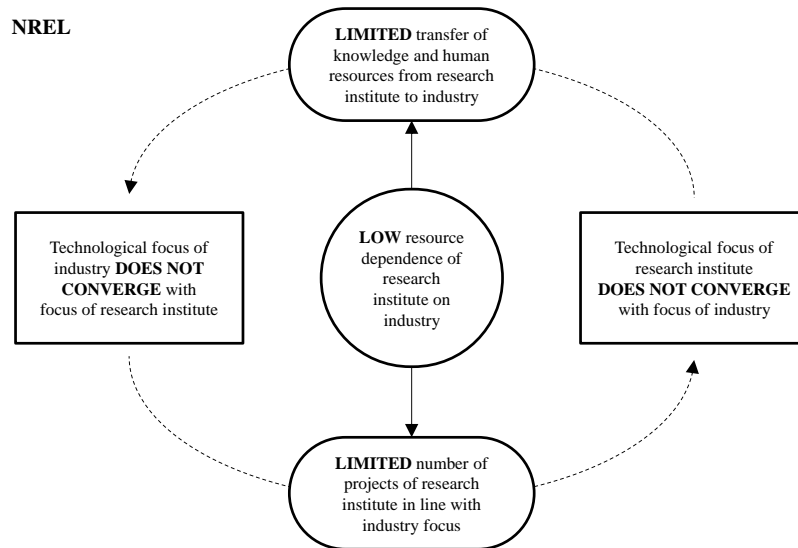 NREL
LIMITED transfer of
knowledge and human
resources from research
institute to industry
Technological focus of
industry DOES NOT
CONVERGE with
focus of research institute
LOW resource
dependence of
research
institute on
industry
Technological focus of
research institute
DOES NOT CONVERGE
with focus of industry
LIMITED number of
projects of research
institute in line with
industry focus